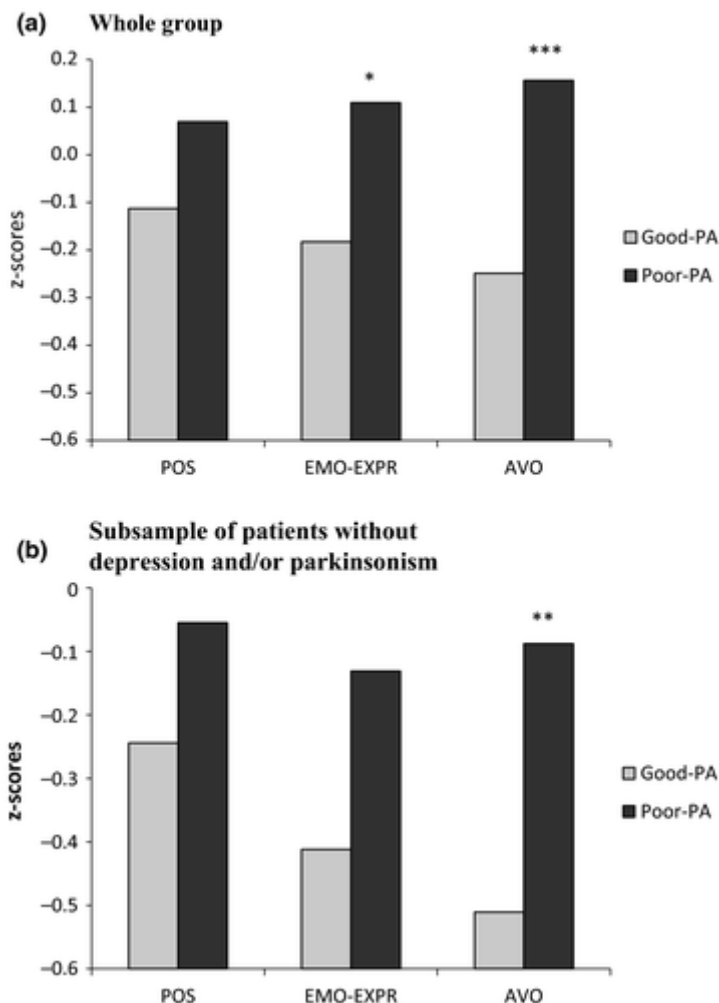 (a) Whole group
* ***
0.2
0.1
0.0
–0.1
–0.2
–0.3
–0.4
–0.5
–0.6
z-scores
Good-PA
Poor-PA
POS EMO-EXPR AVO
(b) Subsample of patients without
depression and/or parkinsonism
**
0
–0.1
–0.2
–0.3
–0.4
–0.5
–0.6
z-scores
Good-PA
Poor-PA
POS EMO-EXPR AVO